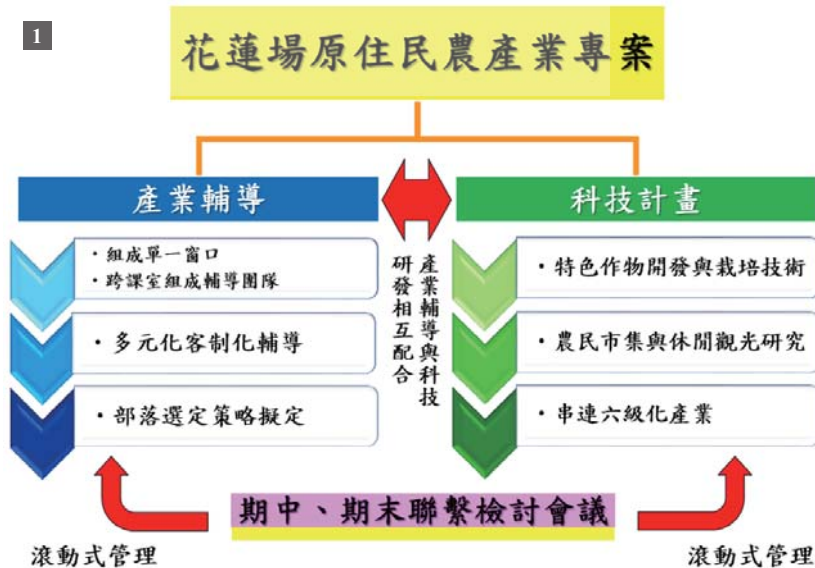 1
花蓮場原住民農產業專案
產業輔導
・組成單一窗口
・跨課室組成輔導團隊
・多元化客制化輔導
・部落選定策略擬定
產業輔導與科技
研發相互配合
科技計畫
・特色作物開發與栽培技術
・農民市集與休閒觀光研究
・串連六級化產業
期中、期末聯繫檢討會議
滾動式管理
滾動式管理